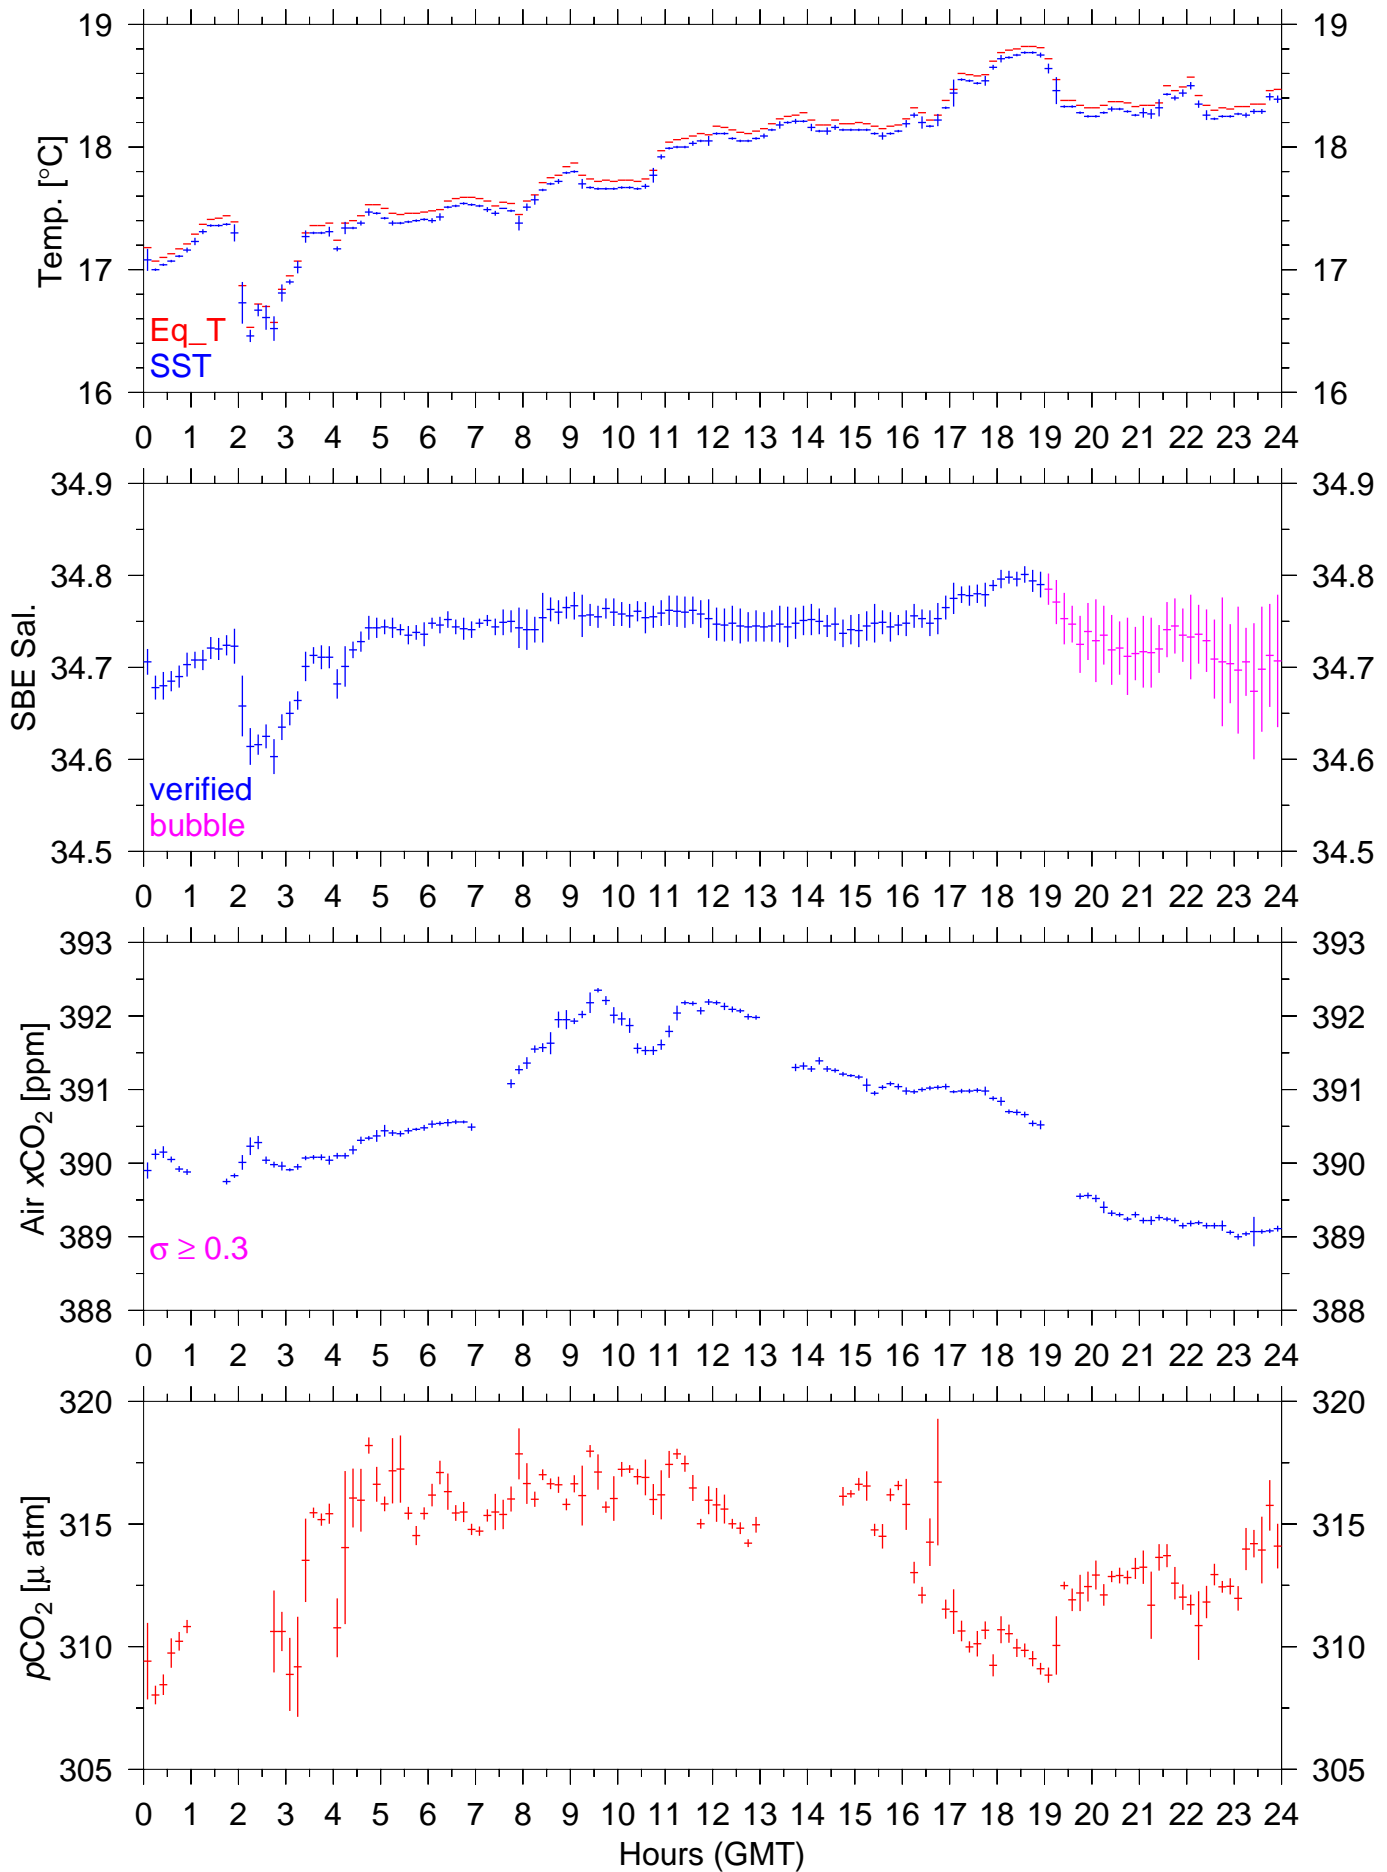 19 19
18 18
17 17
16 16
Temp. [°C]
Eq_T
SST
0 1 2 3 4 5 6 7 8 9 10 11 12 13 14 15 16 17 18 19 20 21 22 23 24
34.9 34.9
34.8 34.8
34.7 34.7
34.6 34.6
34.5 34.5
SBE Sal.
verified
bubble
0 1 2 3 4 5 6 7 8 9 10 11 12 13 14 15 16 17 18 19 20 21 22 23 24
393 393
392 392
391 391
390 390
389 389
388 388
Air xCO₂ [ppm]
σ ≥ 0.3
0 1 2 3 4 5 6 7 8 9 10 11 12 13 14 15 16 17 18 19 20 21 22 23 24
320 320
315 315
310 310
305 305
pCO₂ [μ atm]
0 1 2 3 4 5 6 7 8 9 10 11 12 13 14 15 16 17 18 19 20 21 22 23 24
Hours (GMT)